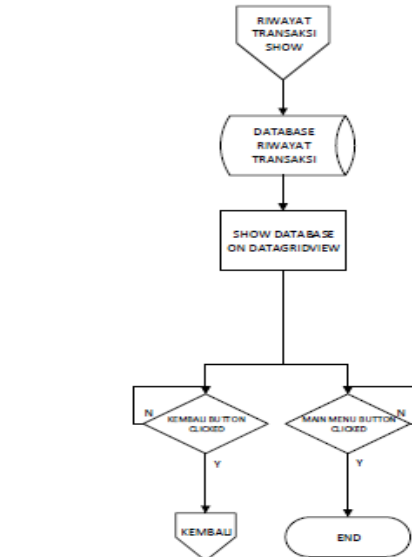 RIWAYAT
TRANSAKSI
SHOW
DATABASE
RIWAYAT
TRANSAKSI
SHOW DATABASE
ON DATAGRIDVIEW
N
KEMBALI BUTTON
CLICKED
MAIN MENU BUTTON
CLICKED
N
Y
Y
KEMBALI
END